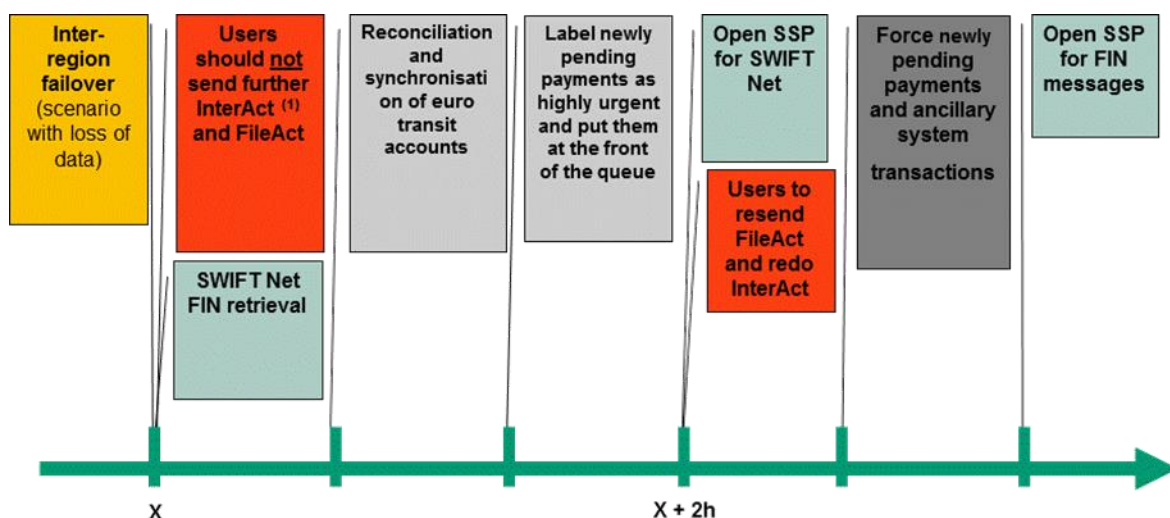 Inter-
region
failover
(scenario
with loss of
data)
Users
should not
send further
InterAct (1)
and FileAct
SWIFT Net
FIN retrieval
Reconciliation
and
synchronisati
on of euro
transit
accounts
Label newly
pending
payments as
highly urgent
and put them
at the front
of the queue
Open SSP
for SWIFT
Net
Users to
resend
FileAct
and redo
InterAct
Force newly
pending
payments
and ancillary
system
transactions
Open SSP
for FIN
messages
X
X + 2h